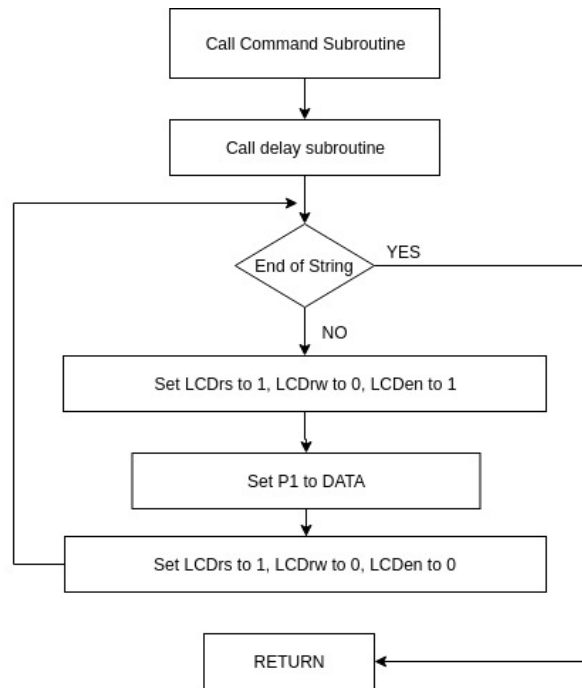 Call Command Subroutine
Call delay subroutine
End of String
YES
NO
Set LCDrs to 1, LCDrw to 0, LCDen to 1
Set P1 to DATA
Set LCDrs to 1, LCDrw to 0, LCDen to 0
RETURN